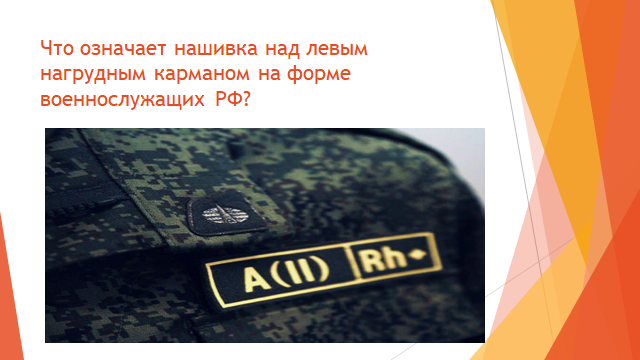 Что означает нашивка над левым
нагрудным карманом на форме
военнослужащих РФ?
A(II) Rh+